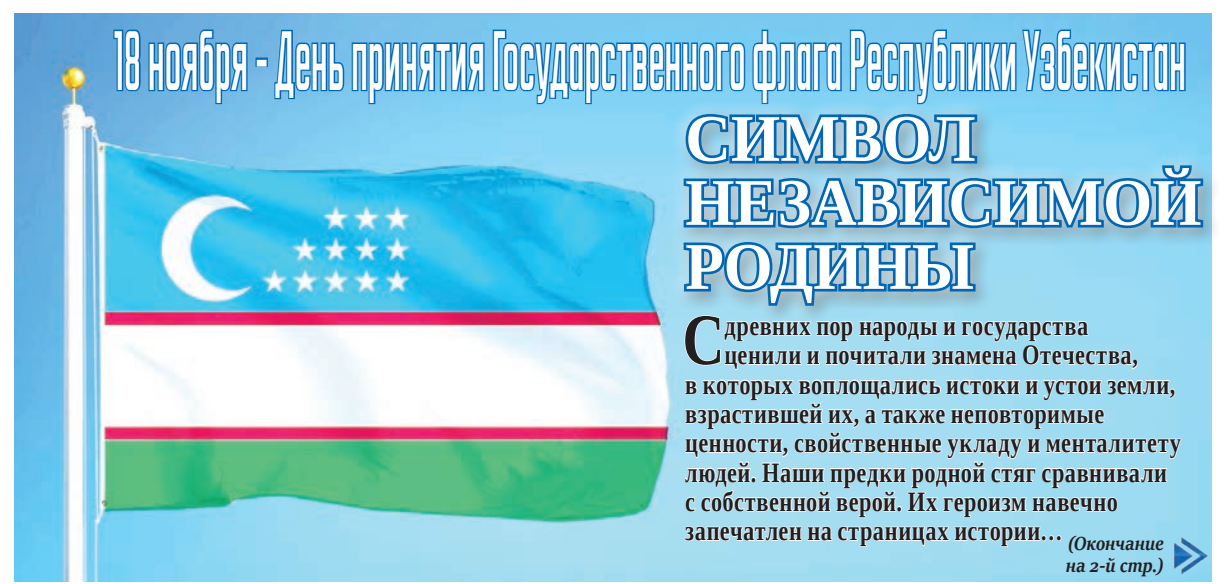 18 ноября - День принятия Государственного флага Республики Узбекистан
СИМВОЛ
НЕЗАВИСИМОЙ
РОДИНЫ
С древних пор народы и государства
ценили и почитали знамена Отечества,
в которых воплощались истоки и устои земли,
взрастившей их, а также неповторимые
ценности, свойственные укладу и менталитету
людей. Наши предки родной стяг сравнивали
с собственной верой. Их героизм навечно
запечатлен на страницах истории…
(Окончание
на 2-й стр.)